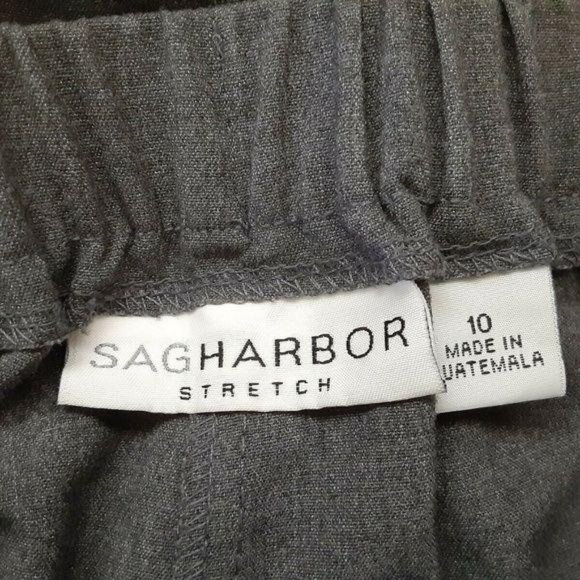 SAGHARBOR
STRETCH
10
MADE IN
UATEMALA